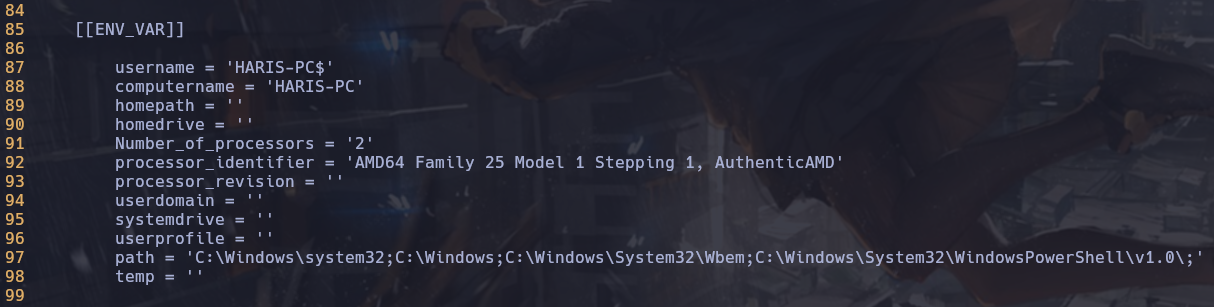 84
85 [[ENV_VAR]]
86
87 username = 'HARIS-PC$'
88 computername = 'HARIS-PC'
89 homepath = ''
90 homedrive = ''
91 Number_of_processors = '2'
92 processor_identifier = 'AMD64 Family 25 Model 1 Stepping 1, AuthenticAMD'
93 processor_revision = ''
94 userdomain = ''
95 systemdrive = ''
96 userprofile = ''
97 path = 'C:\Windows\system32;C:\Windows;C:\Windows\System32\Wbem;C:\Windows\System32\WindowsPowerShell\v1.0\;'
98 temp = ''
99